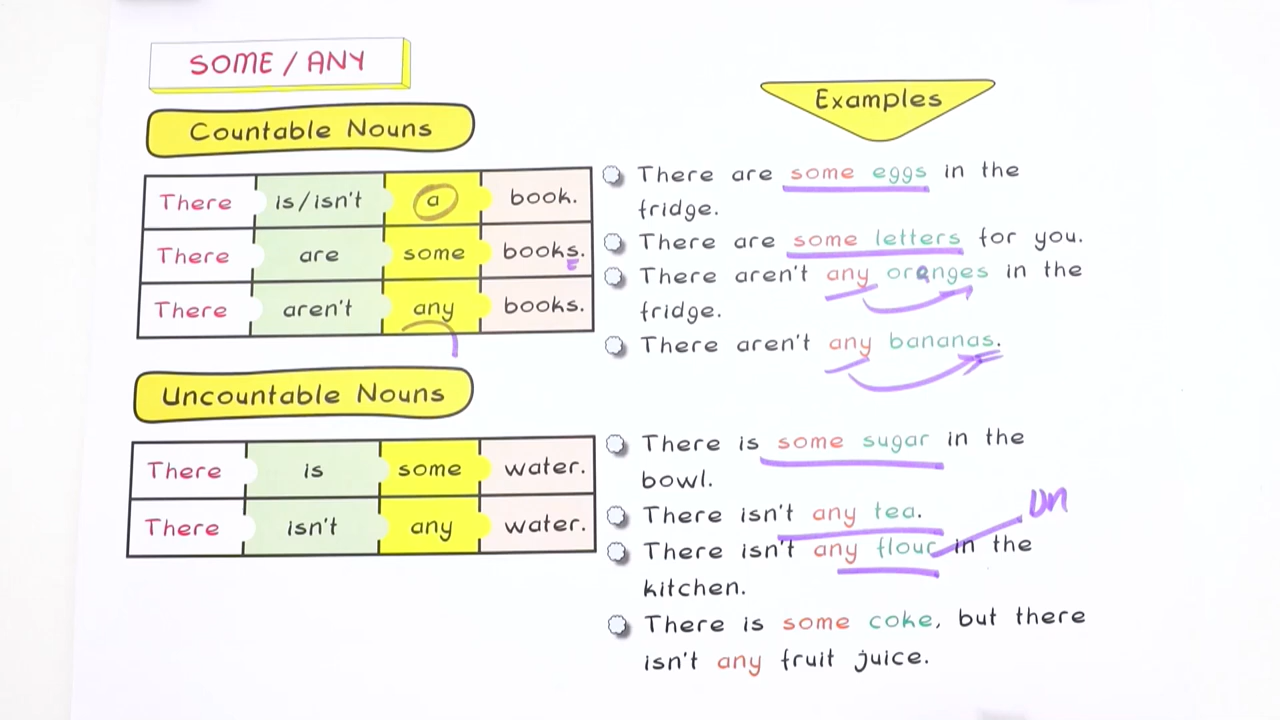 SOME / ANY
Countable Nouns
There is/isn't a book.
There are some books.
There aren't any books.
Uncountable Nouns
There is some water.
There isn't any water.
Examples
There are some eggs in the
fridge.
There are some letters for you.
There aren't any oranges in the
fridge.
There aren't any bananas.
There is some sugar in the
bowl.
There isn't any tea.
un
There isn't any flour in the
kitchen.
There is some coke, but there
isn't any fruit juice.